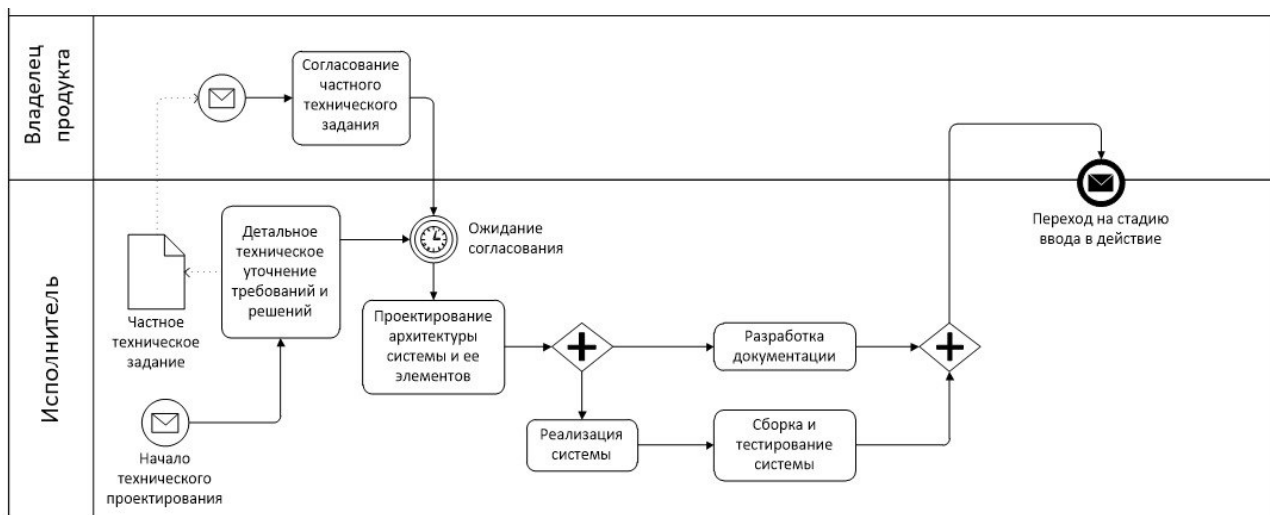 Владелец
продукта
Согласование
частного
технического
задания
Исполнитель
Детальное
техническое
уточнение
требований и
решений
Ожидание
согласования
Переход на стадию
ввода в действие
Частное
техническое
задание
Проектирование
архитектуры
системы и ее
элементов
Разработка
документации
Реализация
системы
Сборка и
тестирование
системы
Начало
технического
проектирования